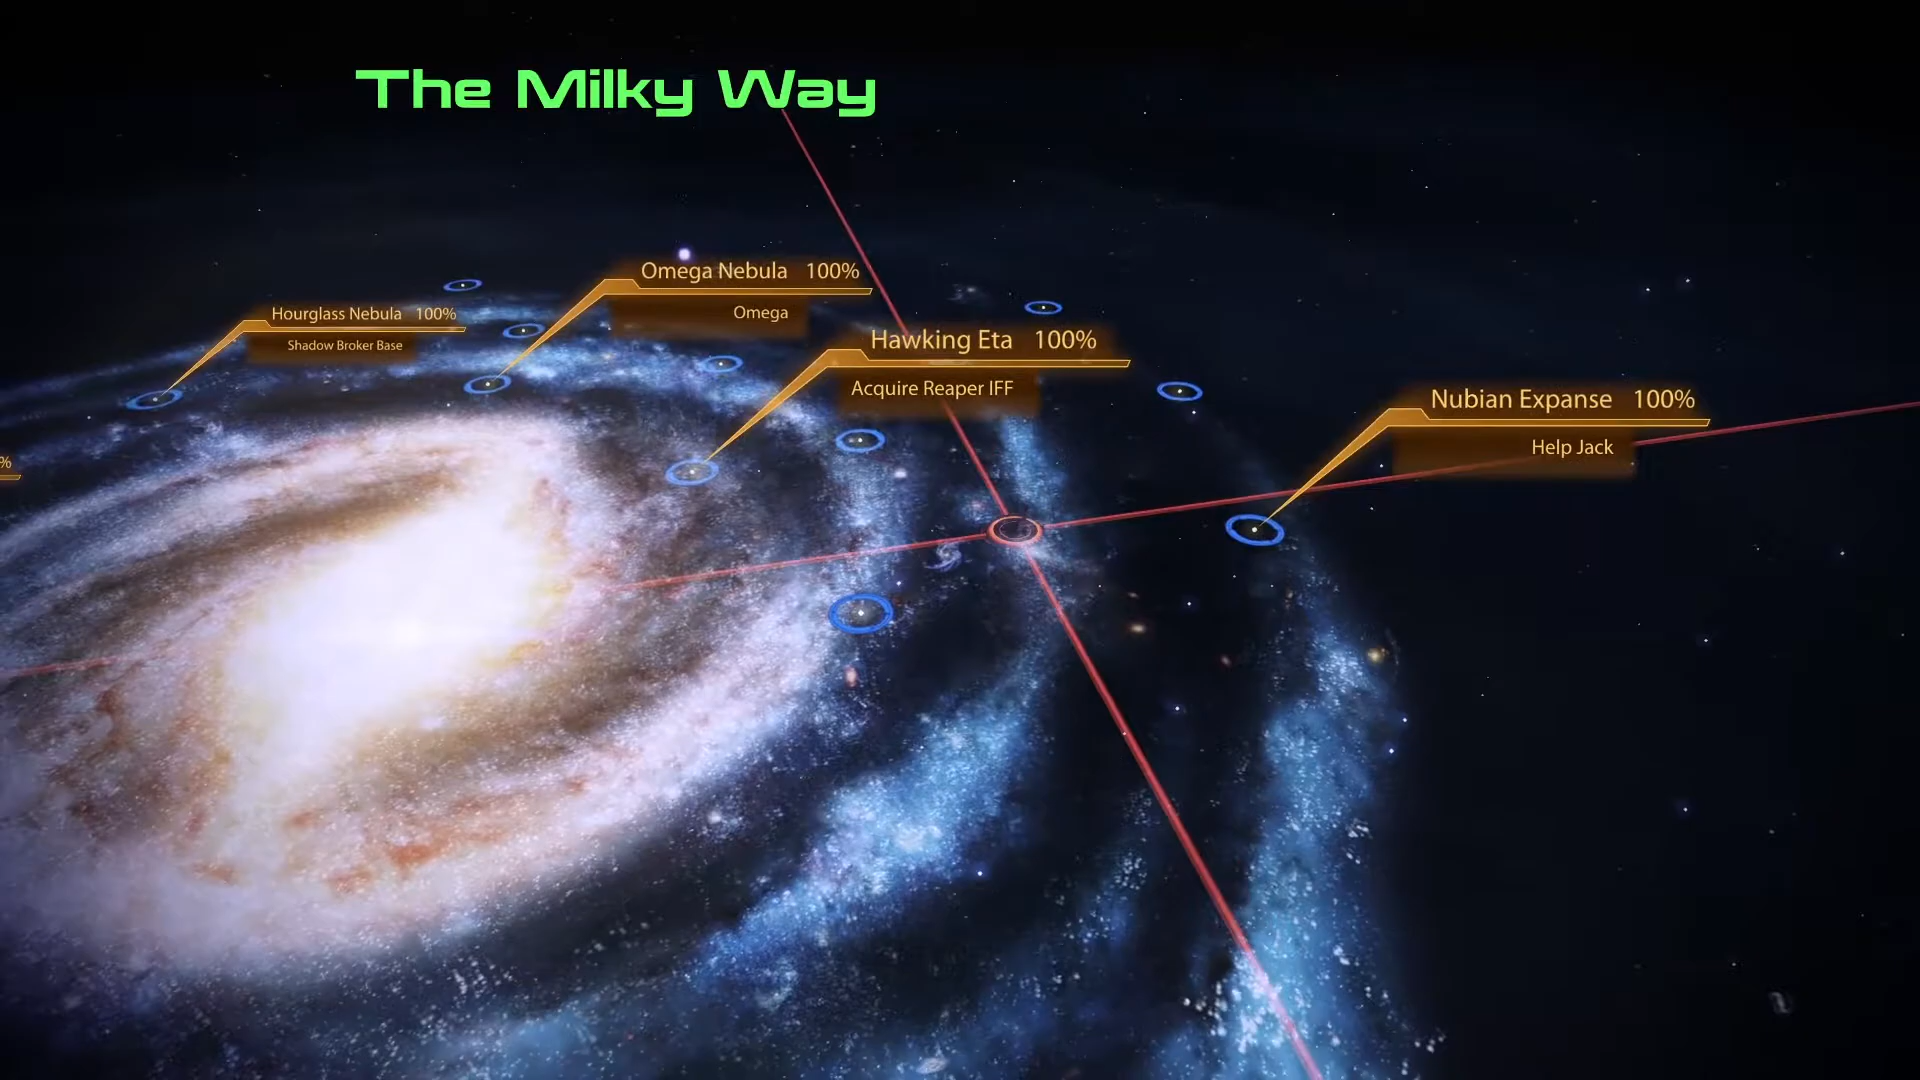 The Milky Way
Omega Nebula 100%
Omega
Hourglass Nebula 100%
Shadow Broker Base
Hawking Eta 100%
Acquire Reaper IFF
Nubian Expanse 100%
Help Jack
%